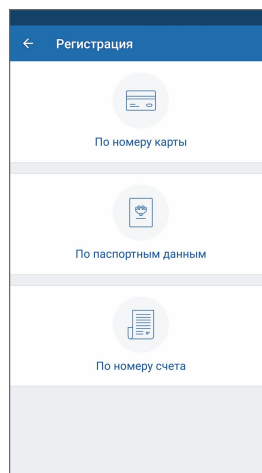 Регистрация
По номеру карты
По паспортным данным
По номеру счета